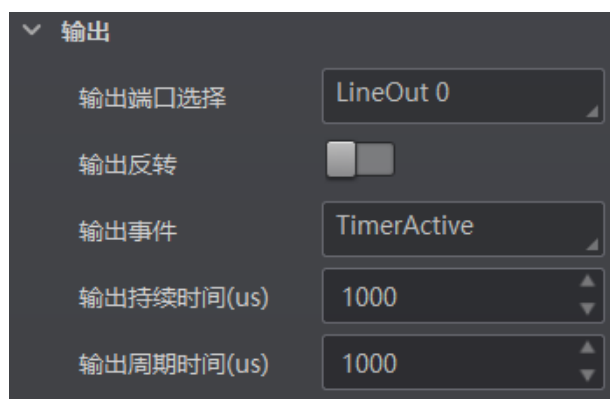 输出
输出端口选择 LineOut 0
输出反转
输出事件 TimerActive
输出持续时间(us) 1000
输出周期时间(us) 1000